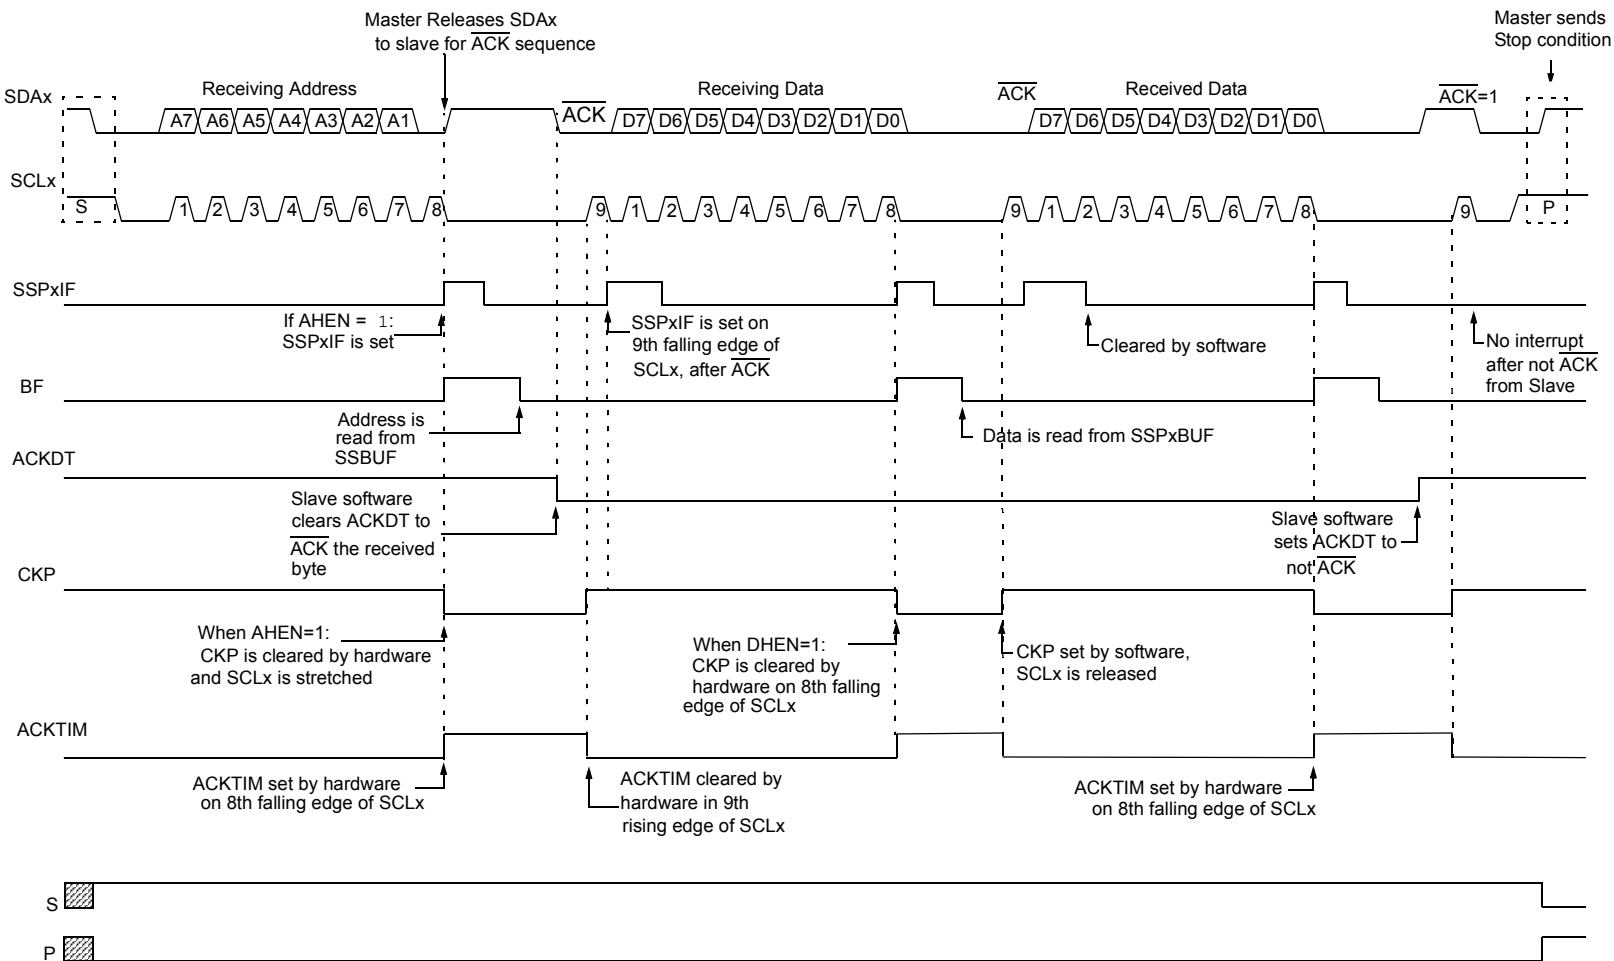 Master Releases SDAx
to slave for ACK sequence
Master sends
Stop condition
SDAx
Receiving Address
Receiving Data
ACK
Received Data
ACK=1
A7 A6 A5 A4 A3 A2 A1
ACK
D7 D6 D5 D4 D3 D2 D1 D0
D7 D6 D5 D4 D3 D2 D1 D0
SCLx
S
1 2 3 4 5 6 7 8
9 1 2 3 4 5 6 7 8
9 1 2 3 4 5 6 7 8
9
P
SSPxIF
If AHEN = 1:
SSPxIF is set
SSPxIF is set on
9th falling edge of
SCLx, after ACK
Cleared by software
No interrupt
after not ACK
from Slave
BF
Address is
read from
SSBUF
Data is read from SSPxBUF
ACKDT
Slave software
clears ACKDT to
ACK the received
byte
Slave software
sets ACKDT to
not ACK
CKP
When AHEN=1:
CKP is cleared by hardware
and SCLx is stretched
When DHEN=1:
CKP is cleared by
hardware on 8th falling
edge of SCLx
CKP set by software,
SCLx is released
ACKTIM
ACKTIM set by hardware
on 8th falling edge of SCLx
ACKTIM cleared by
hardware in 9th
rising edge of SCLx
ACKTIM set by hardware
on 8th falling edge of SCLx
S
P